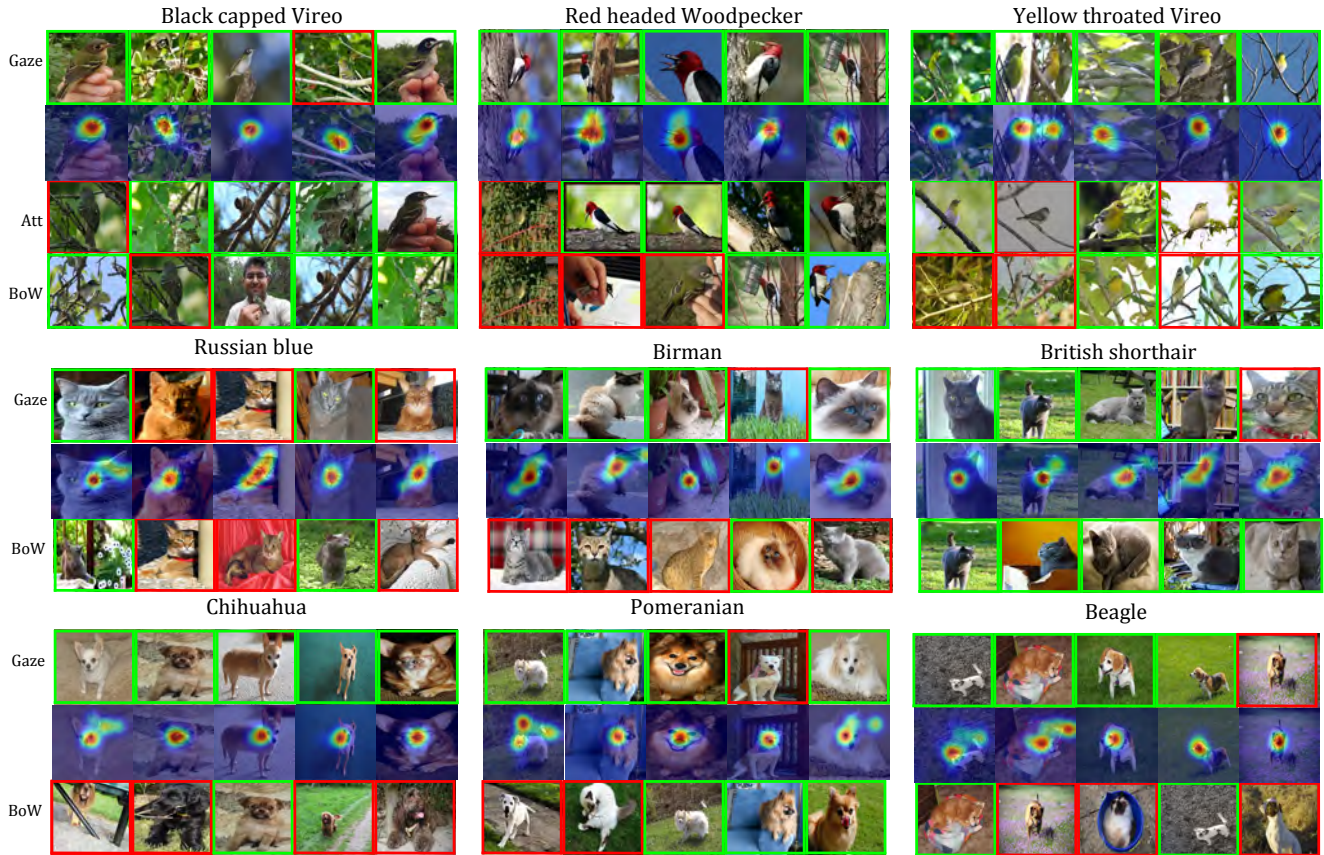 Black capped Vireo
Red headed Woodpecker
Yellow throated Vireo
Gaze
Att
BoW
Russian blue
Birman
British shorthair
Gaze
BoW
Chihuahua
Pomeranian
Beagle
Gaze
BoW